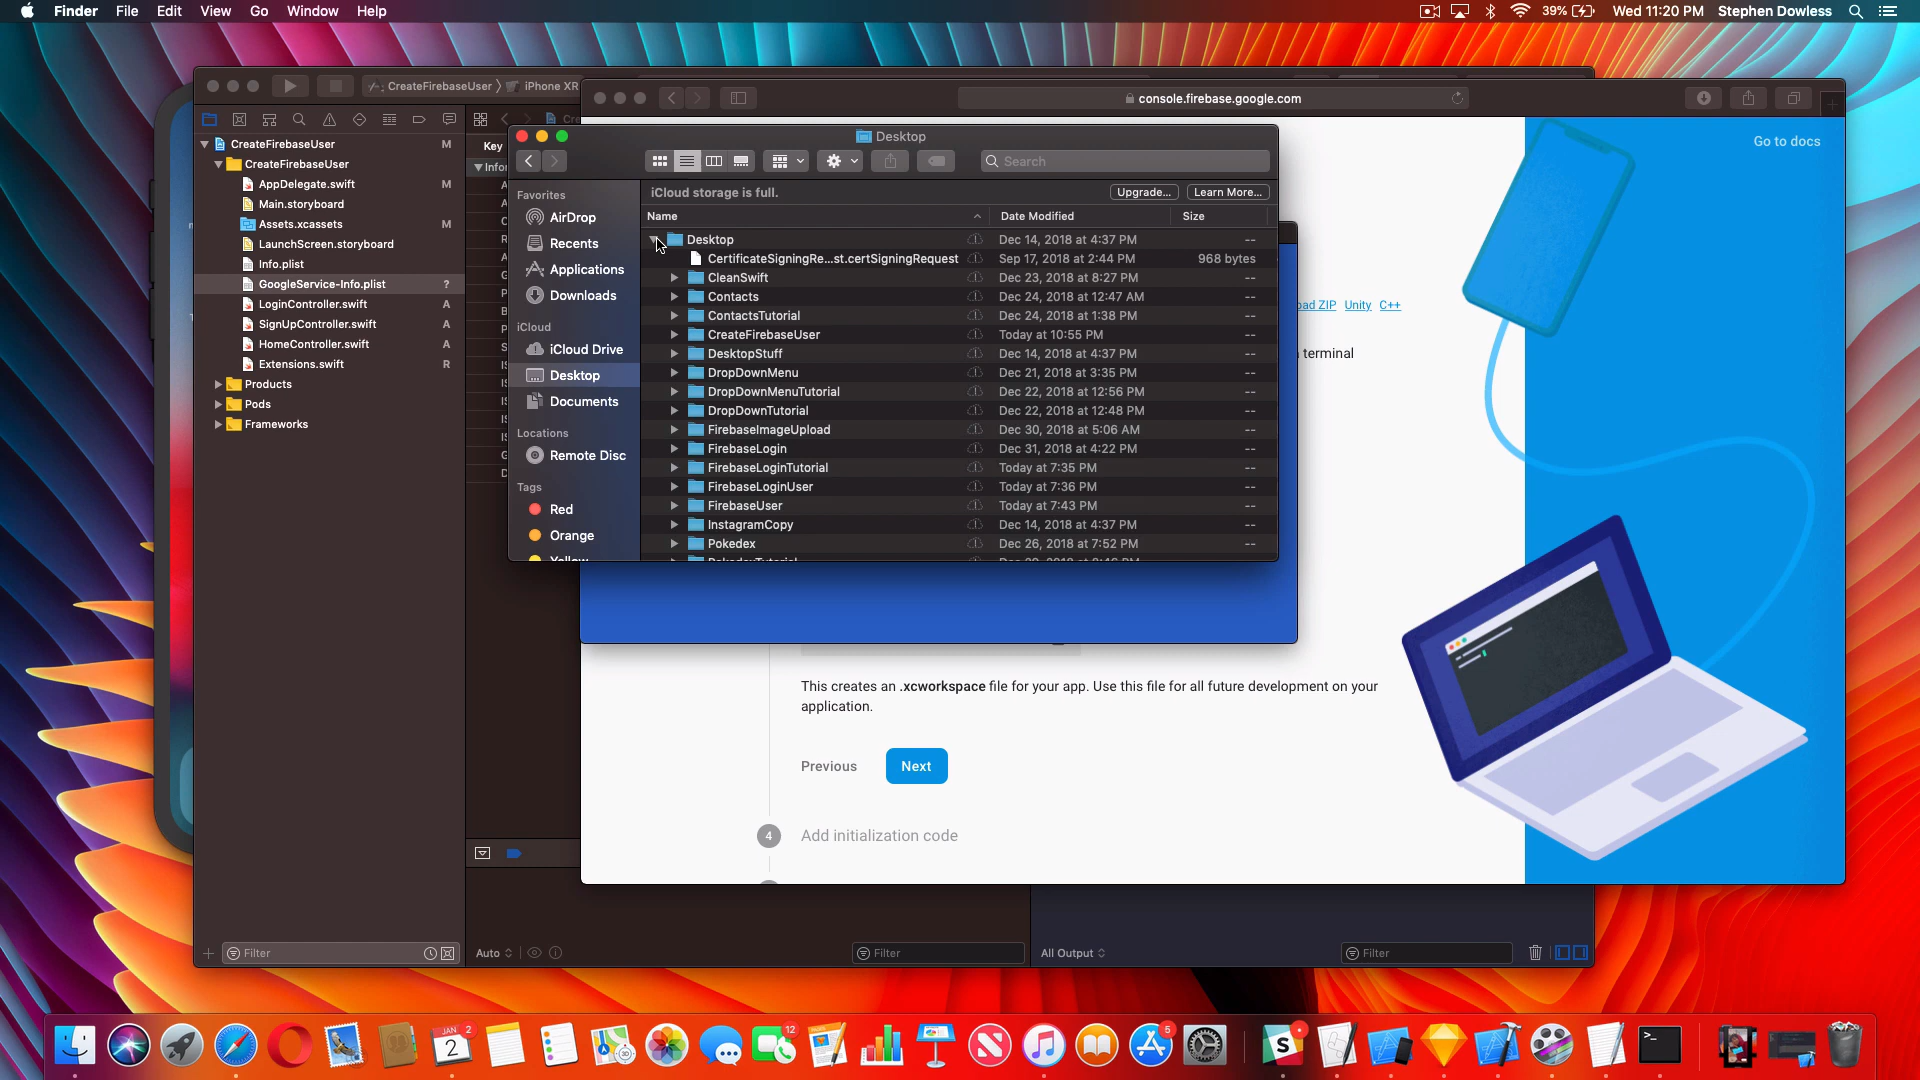 Finder File Edit View Go Window Help
39% Wed 11:20 PM Stephen Dowless
CreateFirebaseUser iPhone XR
console.firebase.google.com
CreateFirebaseUser M
CreateFirebaseUser
AppDelegate.swift M
Main.storyboard
Assets.xcassets M
LaunchScreen.storyboard
Info.plist
GoogleService-Info.plist ?
LoginController.swift A
SignUpController.swift A
HomeController.swift A
Extensions.swift R
Products
Pods
Frameworks
Key
Desktop
Search
Favorites
AirDrop
Recents
Applications
Downloads
iCloud
iCloud Drive
Desktop
Documents
Locations
Remote Disc
Tags
Red
Orange
Yellow
iCloud storage is full. Upgrade... Learn More...
Name Date Modified Size
Desktop Dec 14, 2018 at 4:37 PM --
CertificateSigningRe...st.certSigningRequest Sep 17, 2018 at 2:44 PM 968 bytes
CleanSwift Dec 23, 2018 at 8:27 PM --
Contacts Dec 24, 2018 at 12:47 AM --
ContactsTutorial Dec 24, 2018 at 1:38 PM --
CreateFirebaseUser Today at 10:55 PM --
DesktopStuff Dec 14, 2018 at 4:37 PM --
DropDownMenu Dec 21, 2018 at 3:35 PM --
DropDownMenuTutorial Dec 22, 2018 at 12:56 PM --
DropDownTutorial Dec 22, 2018 at 12:48 PM --
FirebaseImageUpload Dec 30, 2018 at 5:06 AM --
FirebaseLogin Dec 31, 2018 at 4:22 PM --
FirebaseLoginTutorial Today at 7:35 PM --
FirebaseLoginUser Today at 7:36 PM --
FirebaseUser Today at 7:43 PM --
InstagramCopy Dec 14, 2018 at 4:37 PM --
Pokedex Dec 26, 2018 at 7:52 PM --
Go to docs
ZIP Unity C++
terminal
This creates an .xcworkspace file for your app. Use this file for all future development on your
application.
Previous Next
4 Add initialization code
Filter
Auto
Filter
All Output
Filter
JAN 2
2
12
5